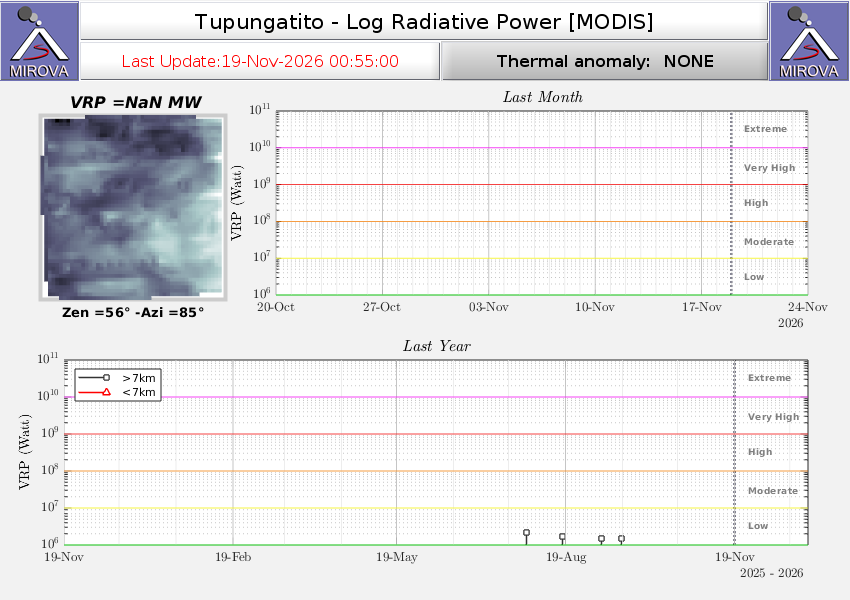 Tupungatito - Log Radiative Power [MODIS]
MIROVA
Last Update:19-Nov-2026 00:55:00
Thermal anomaly: NONE
MIROVA
VRP =NaN MW
Zen =56° -Azi =85°
Last Month
VRP (Watt)
10^11
10^10
10^9
10^8
10^7
10^6
Extreme
Very High
High
Moderate
Low
20-Oct 27-Oct 03-Nov 10-Nov 17-Nov 24-Nov
2026
Last Year
VRP (Watt)
10^11
10^10
10^9
10^8
10^7
10^6
>7km
<7km
Extreme
Very High
High
Moderate
Low
19-Nov 19-Feb 19-May 19-Aug 19-Nov
2025 - 2026